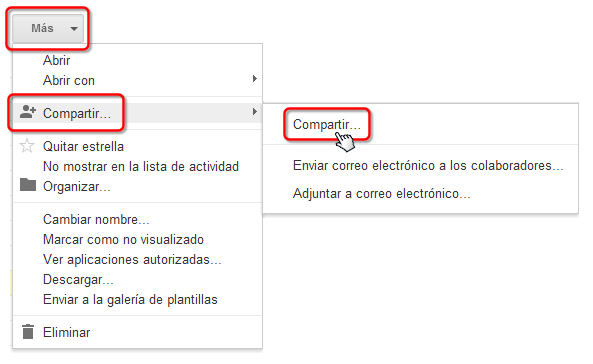 Más
Abrir
Abrir con
Compartir...
Compartir...
Quitar estrella
No mostrar en la lista de actividad
Enviar correo electrónico a los colaboradores...
Organizar...
Adjuntar a correo electrónico...
Cambiar nombre...
Marcar como no visualizado
Ver aplicaciones autorizadas...
Descargar...
Enviar a la galería de plantillas
Eliminar